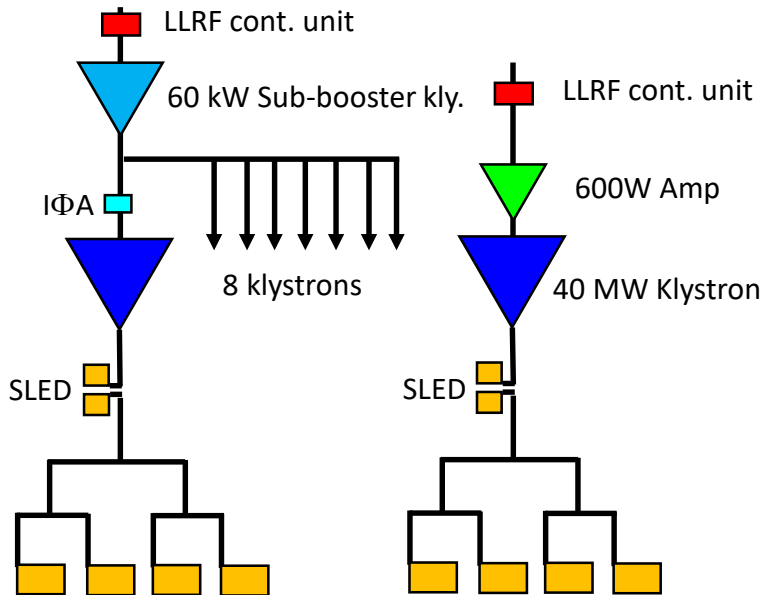 LLRF cont. unit
60 kW Sub-booster kly.
IΦA
8 klystrons
SLED
LLRF cont. unit
600W Amp
40 MW Klystron
SLED